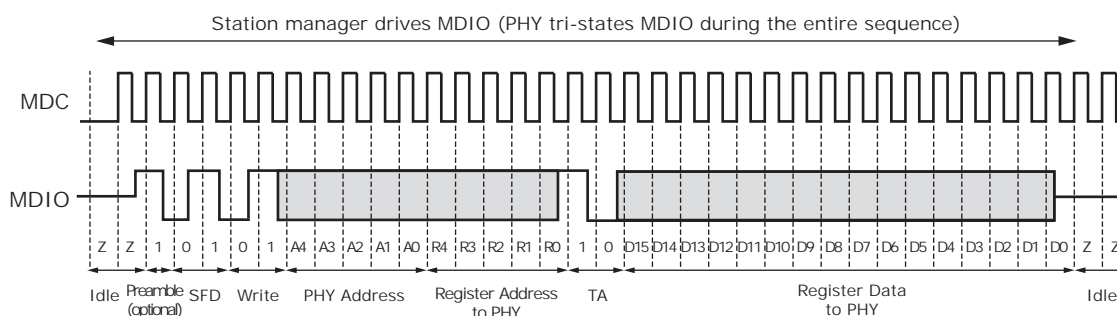 Station manager drives MDIO (PHY tri-states MDIO during the entire sequence)
MDC
MDIO
Z Z 1 0 1 0 1 A4 A3 A2 A1 A0 R4 R3 R2 R1 R0 1 0 D15 D14 D13 D12 D11 D10 D9 D8 D7 D6 D5 D4 D3 D2 D1 D0 Z Z
Idle Preamble SFD Write PHY Address Register Address TA Register Data Idle
(optional) to PHY to PHY